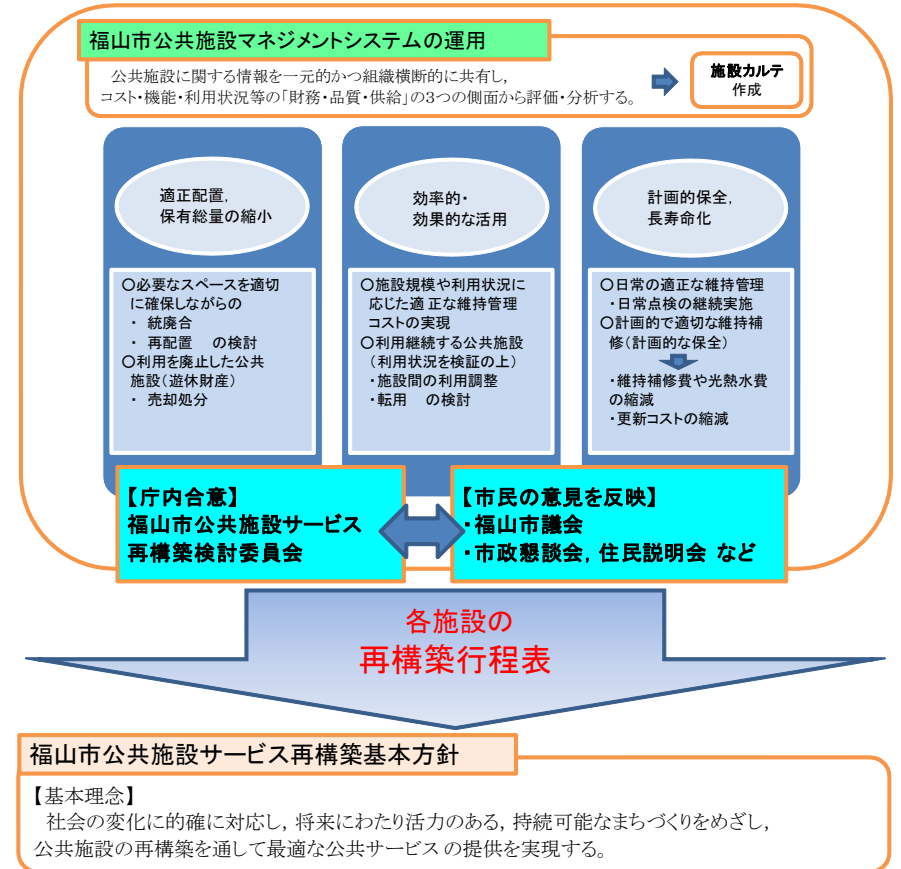 福山市公共施設マネジメントシステムの運用
公共施設に関する情報を一元的かつ組織横断的に共有し,
コスト・機能・利用状況等の「財務・品質・供給」の3つの側面から評価・分析する。
施設カルテ
作成
適正配置,
保有総量の縮小
〇必要なスペースを適切
に確保しながらの
・ 統廃合
・ 再配置 の検討
〇利用を廃止した公共
施設(遊休財産)
・ 売却処分
効率的・
効果的な活用
〇施設規模や利用状況に
応じた適 正な維持管理
コストの実現
〇利用継続する公共施設
(利用状況を検証の上)
・施設間の利用調整
・転用 の検討
計画的保全,
長寿命化
〇日常の適正な維持管理
・日常点検の継続実施
〇計画的で適切な維持補
修(計画的な保全)
・維持補修費や光熱水費
の縮減
・更新コストの縮減
【庁内合意】
福山市公共施設サービス
再構築検討委員会
【市民の意見を反映】
・福山市議会
・市政懇談会, 住民説明会 など
各施設の
再構築行程表
福山市公共施設サービス再構築基本方針
【基本理念】
社会の変化に的確に対応し, 将来にわたり活力のある, 持続可能なまちづくりをめざし,
公共施設の再構築を通して最適な公共サービス の提供を実現する。